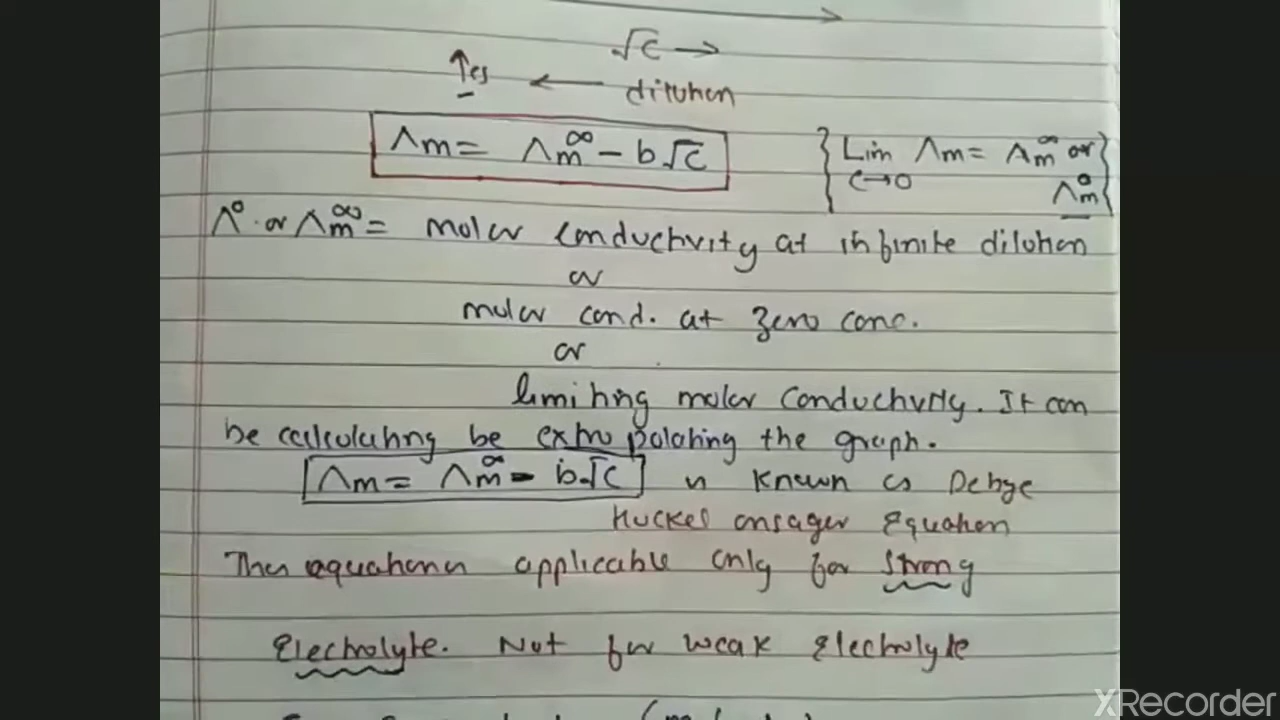 √c →
↑es ← dilution
Λm = Λm^∞ − b√c { Lim Λm = Λm^∞ or
c→0 Λm° }
Λ° or Λm^∞ = molar conductivity at infinite dilution
or
molar cond. at zero conc.
or
limiting molar conductivity. It can
be calculating be extrapolating the graph.
Λm = Λm^∞ − b√c is known as Debye
Huckel onsager Equation
This equation applicable only for strong
Electrolyte. Not for weak Electrolyte
XRecorder